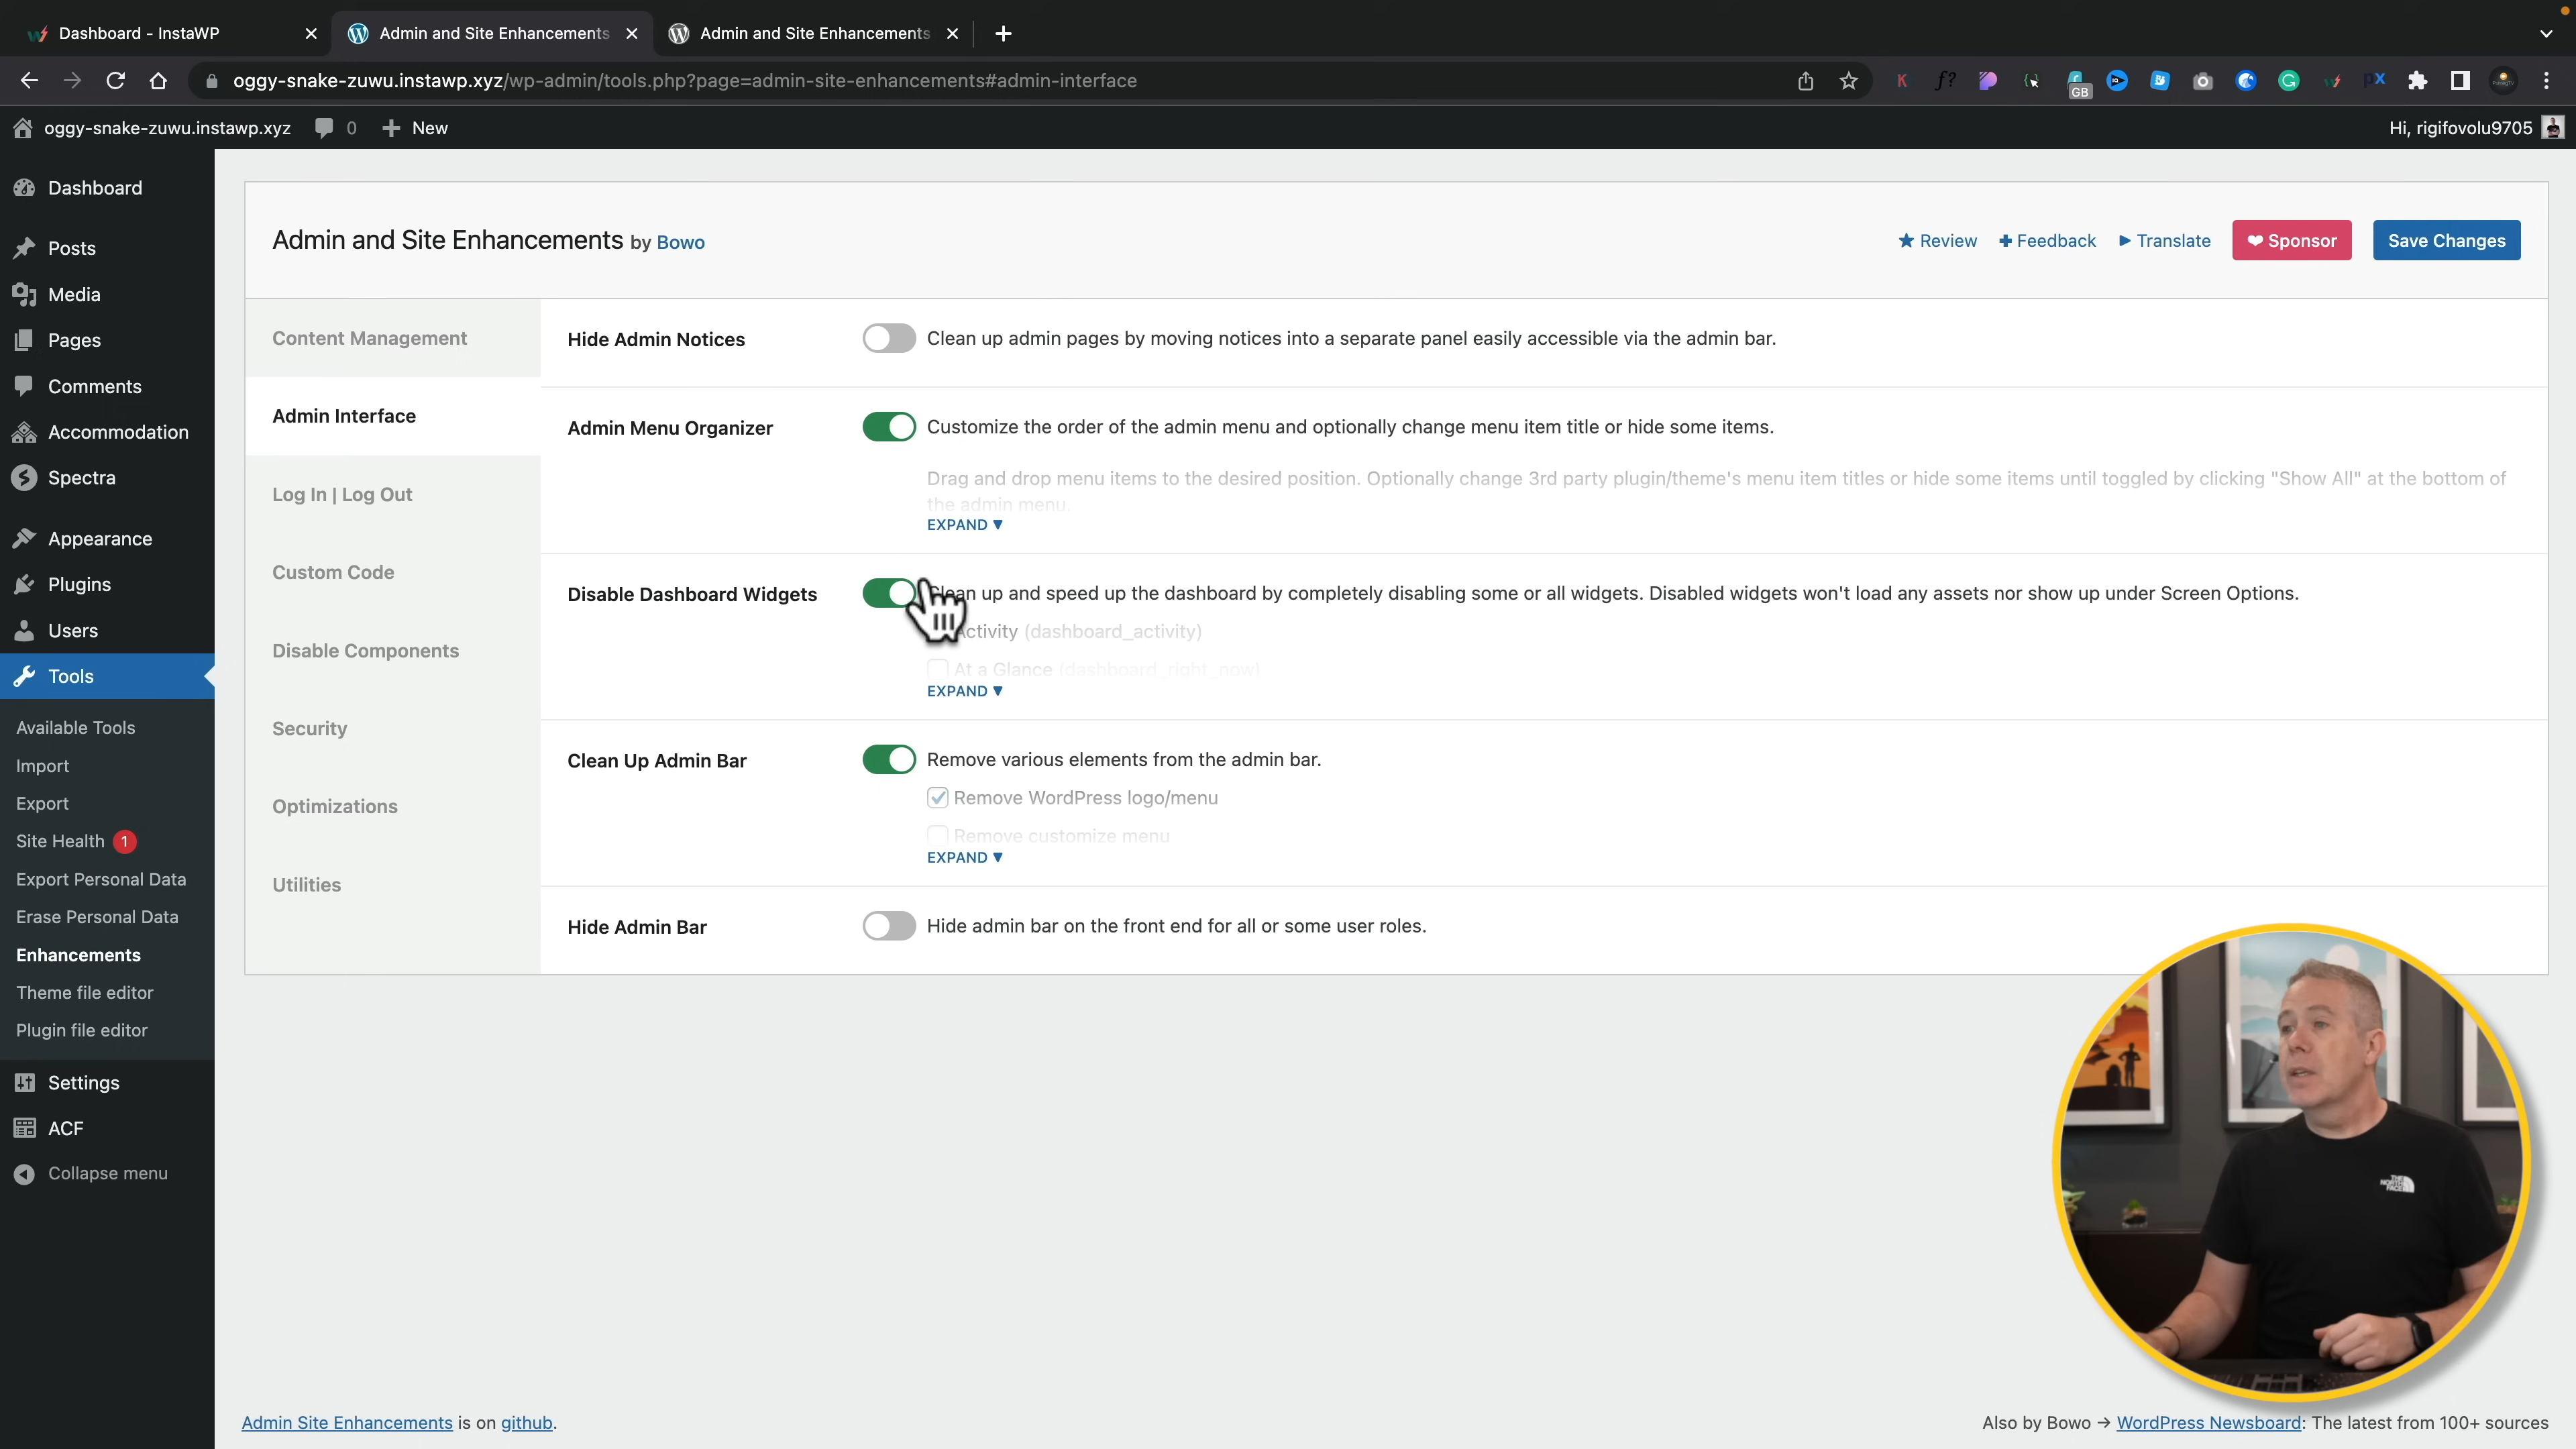 Dashboard - InstaWP
Admin and Site Enhancements
Admin and Site Enhancements
oggy-snake-zuwu.instawp.xyz/wp-admin/tools.php?page=admin-site-enhancements#admin-interface
GB
oggy-snake-zuwu.instawp.xyz 0 New
Hi, rigifovolu9705
Dashboard
Posts
Media
Pages
Comments
Accommodation
Spectra
Appearance
Plugins
Users
Tools
Available Tools
Import
Export
Site Health 1
Export Personal Data
Erase Personal Data
Enhancements
Theme file editor
Plugin file editor
Settings
ACF
Collapse menu
Admin and Site Enhancements by Bowo
Review
Feedback
Translate
Sponsor
Save Changes
Content Management
Admin Interface
Log In | Log Out
Custom Code
Disable Components
Security
Optimizations
Utilities
Hide Admin Notices
Clean up admin pages by moving notices into a separate panel easily accessible via the admin bar.
Admin Menu Organizer
Customize the order of the admin menu and optionally change menu item title or hide some items.
Drag and drop menu items to the desired position. Optionally change 3rd party plugin/theme's menu item titles or hide some items until toggled by clicking "Show All" at the bottom of
the admin menu.
EXPAND ▼
Disable Dashboard Widgets
Clean up and speed up the dashboard by completely disabling some or all widgets. Disabled widgets won't load any assets nor show up under Screen Options.
Activity (dashboard_activity)
At a Glance (dashboard_right_now)
EXPAND ▼
Clean Up Admin Bar
Remove various elements from the admin bar.
Remove WordPress logo/menu
Remove customize menu
EXPAND ▼
Hide Admin Bar
Hide admin bar on the front end for all or some user roles.
THE
NORTH
FACE
Admin Site Enhancements is on github.
Also by Bowo → WordPress Newsboard: The latest from 100+ sources